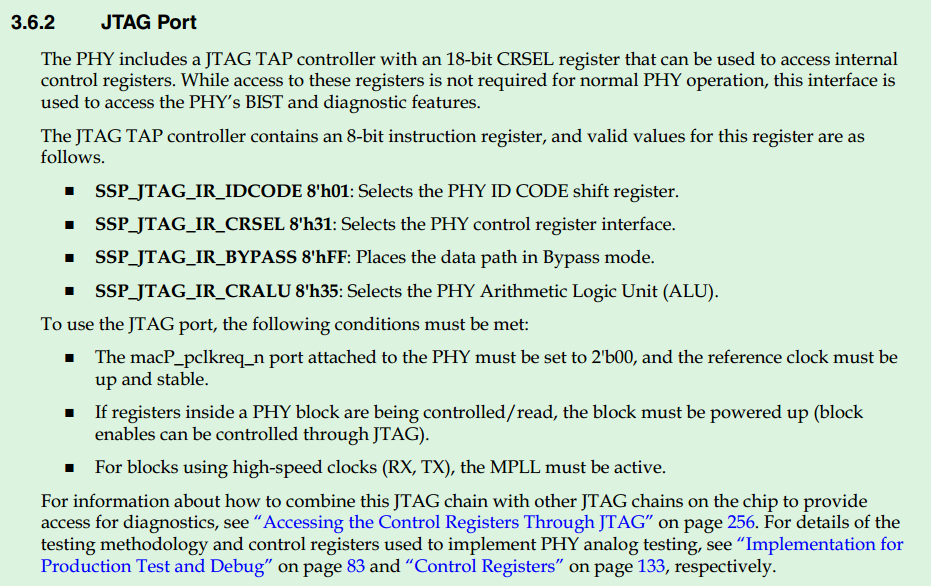 3.6.2 JTAG Port
The PHY includes a JTAG TAP controller with an 18-bit CRSEL register that can be used to access internal
control registers. While access to these registers is not required for normal PHY operation, this interface is
used to access the PHY's BIST and diagnostic features.
The JTAG TAP controller contains an 8-bit instruction register, and valid values for this register are as
follows.
■ SSP_JTAG_IR_IDCODE 8'h01: Selects the PHY ID CODE shift register.
■ SSP_JTAG_IR_CRSEL 8'h31: Selects the PHY control register interface.
■ SSP_JTAG_IR_BYPASS 8'hFF: Places the data path in Bypass mode.
■ SSP_JTAG_IR_CRALU 8'h35: Selects the PHY Arithmetic Logic Unit (ALU).
To use the JTAG port, the following conditions must be met:
■ The macP_pclkreq_n port attached to the PHY must be set to 2'b00, and the reference clock must be
up and stable.
■ If registers inside a PHY block are being controlled/read, the block must be powered up (block
enables can be controlled through JTAG).
■ For blocks using high-speed clocks (RX, TX), the MPLL must be active.
For information about how to combine this JTAG chain with other JTAG chains on the chip to provide
access for diagnostics, see “Accessing the Control Registers Through JTAG” on page 256. For details of the
testing methodology and control registers used to implement PHY analog testing, see “Implementation for
Production Test and Debug” on page 83 and “Control Registers” on page 133, respectively.